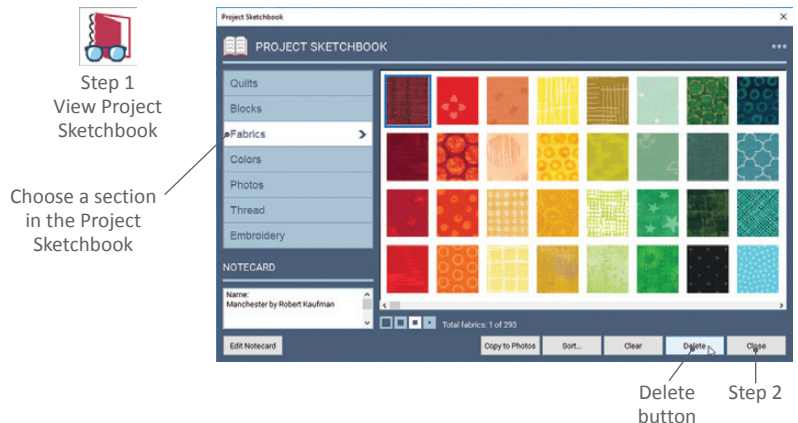 Project Sketchbook
PROJECT SKETCHBOOK
Step 1
View Project
Sketchbook
Choose a section
in the Project
Sketchbook
Quilts
Blocks
Fabrics
Colors
Photos
Thread
Embroidery
NOTECARD
Name:
Manchester by Robert Kaufman
Total fabrics: 1 of 293
Edit Notecard
Copy to Photos
Sort...
Clear
Delete
Close
Delete
button
Step 2